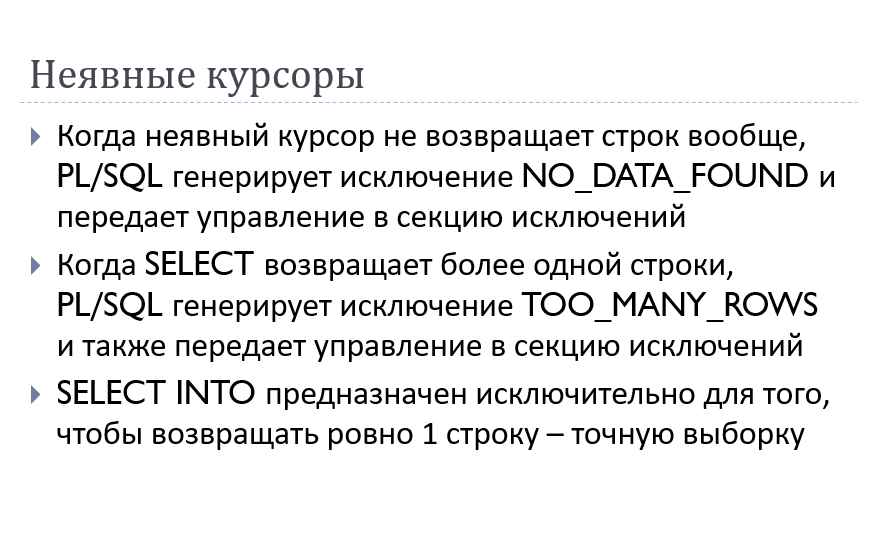 Неявные курсоры
Когда неявный курсор не возвращает строк вообще,
PL/SQL генерирует исключение NO_DATA_FOUND и
передает управление в секцию исключений
Когда SELECT возвращает более одной строки,
PL/SQL генерирует исключение TOO_MANY_ROWS
и также передает управление в секцию исключений
SELECT INTO предназначен исключительно для того,
чтобы возвращать ровно 1 строку – точную выборку